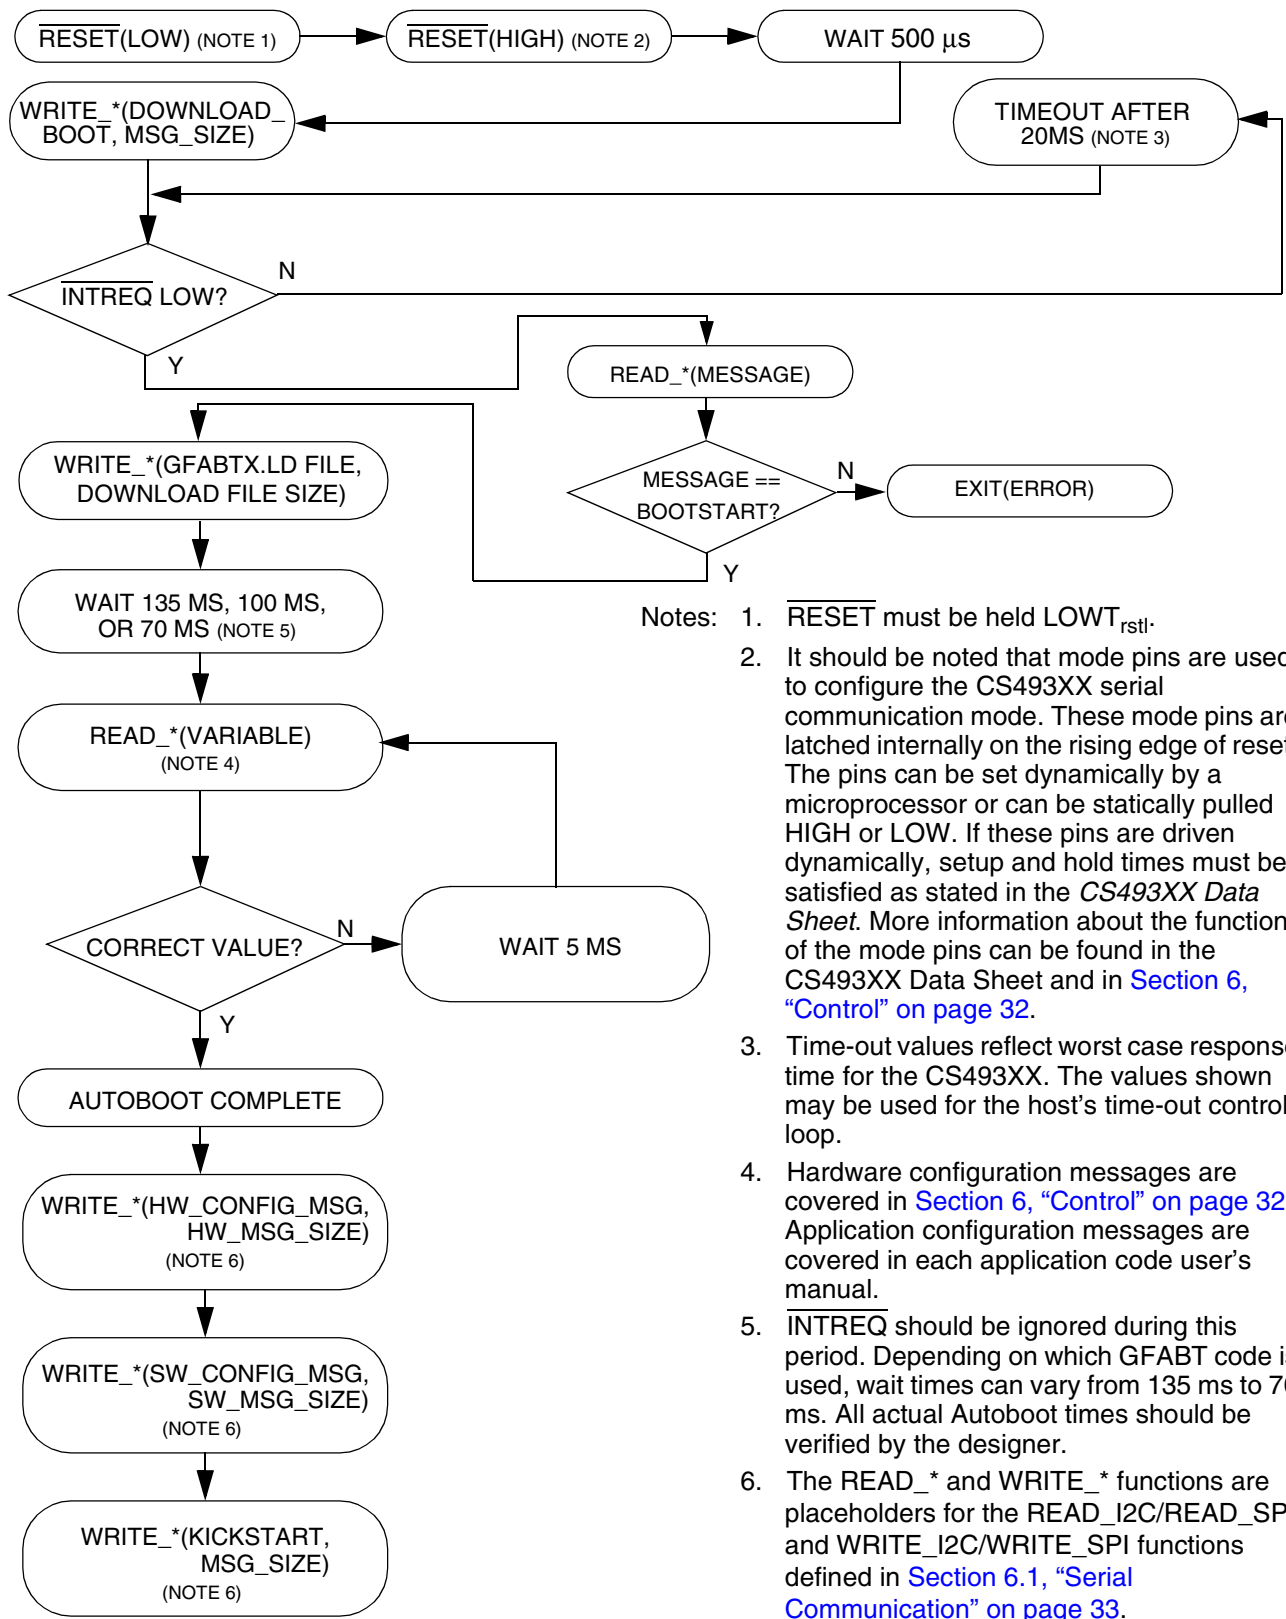 RESET(LOW) (NOTE 1)
RESET(HIGH) (NOTE 2)
WAIT 500 µs
WRITE_*(DOWNLOAD_
BOOT, MSG_SIZE)
TIMEOUT AFTER
20MS (NOTE 3)
INTREQ LOW?
N
Y
READ_*(MESSAGE)
MESSAGE ==
BOOTSTART?
N
EXIT(ERROR)
Y
WRITE_*(GFABTX.LD FILE,
DOWNLOAD FILE SIZE)
WAIT 135 MS, 100 MS,
OR 70 MS (NOTE 5)
READ_*(VARIABLE)
(NOTE 4)
CORRECT VALUE?
N
WAIT 5 MS
Y
AUTOBOOT COMPLETE
WRITE_*(HW_CONFIG_MSG,
HW_MSG_SIZE)
(NOTE 6)
WRITE_*(SW_CONFIG_MSG,
SW_MSG_SIZE)
(NOTE 6)
WRITE_*(KICKSTART,
MSG_SIZE)
(NOTE 6)
Notes: 1. RESET must be held LOWTrstl.
2. It should be noted that mode pins are used
to configure the CS493XX serial
communication mode. These mode pins are
latched internally on the rising edge of reset
The pins can be set dynamically by a
microprocessor or can be statically pulled
HIGH or LOW. If these pins are driven
dynamically, setup and hold times must be
satisfied as stated in the CS493XX Data
Sheet. More information about the function
of the mode pins can be found in the
CS493XX Data Sheet and in Section 6,
“Control” on page 32.
3. Time-out values reflect worst case response
time for the CS493XX. The values shown
may be used for the host’s time-out control
loop.
4. Hardware configuration messages are
covered in Section 6, “Control” on page 32
Application configuration messages are
covered in each application code user’s
manual.
5. INTREQ should be ignored during this
period. Depending on which GFABT code is
used, wait times can vary from 135 ms to 70
ms. All actual Autoboot times should be
verified by the designer.
6. The READ_* and WRITE_* functions are
placeholders for the READ_I2C/READ_SP
and WRITE_I2C/WRITE_SPI functions
defined in Section 6.1, “Serial
Communication” on page 33.